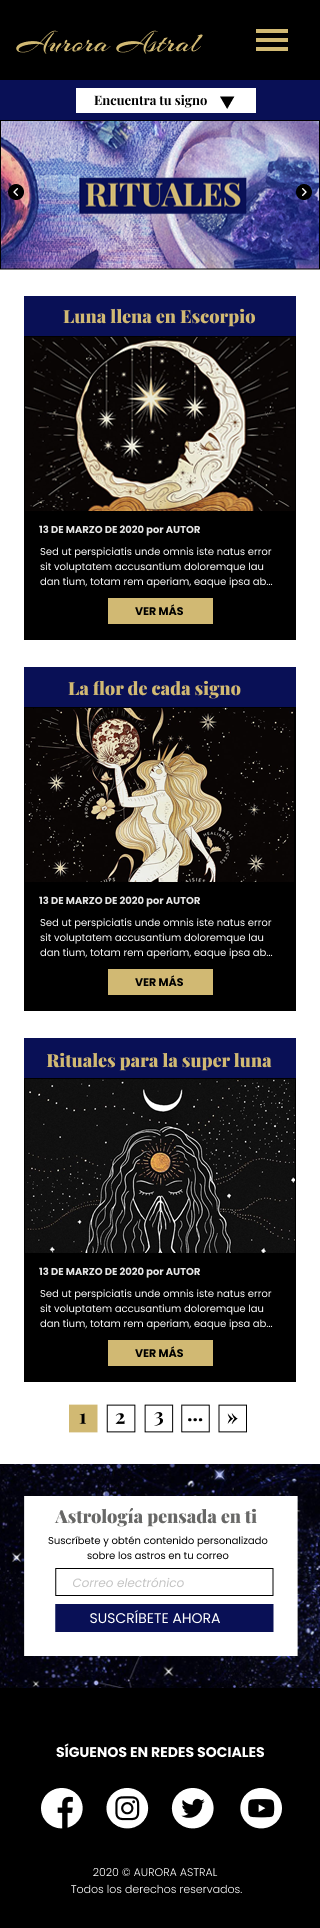 Aurora Astral
Encuentra tu signo
RITUALES
Luna llena en Escorpio
13 DE MARZO DE 2020 por AUTOR
Sed ut perspiciatis unde omnis iste natus error
sit voluptatem accusantium doloremque lau
dan tium, totam rem aperiam, eaque ipsa ab...
VER MÁS
La flor de cada signo
VIOLETS
PROTECTION
BASIL
HEALING, SUCCESS
13 DE MARZO DE 2020 por AUTOR
Sed ut perspiciatis unde omnis iste natus error
sit voluptatem accusantium doloremque lau
dan tium, totam rem aperiam, eaque ipsa ab...
VER MÁS
Rituales para la super luna
13 DE MARZO DE 2020 por AUTOR
Sed ut perspiciatis unde omnis iste natus error
sit voluptatem accusantium doloremque lau
dan tium, totam rem aperiam, eaque ipsa ab...
VER MÁS
1 2 3 ... »
Astrología pensada en ti
Suscríbete y obtén contenido personalizado
sobre los astros en tu correo
Correo electrónico
SUSCRÍBETE AHORA
SÍGUENOS EN REDES SOCIALES
2020 © AURORA ASTRAL
Todos los derechos reservados.